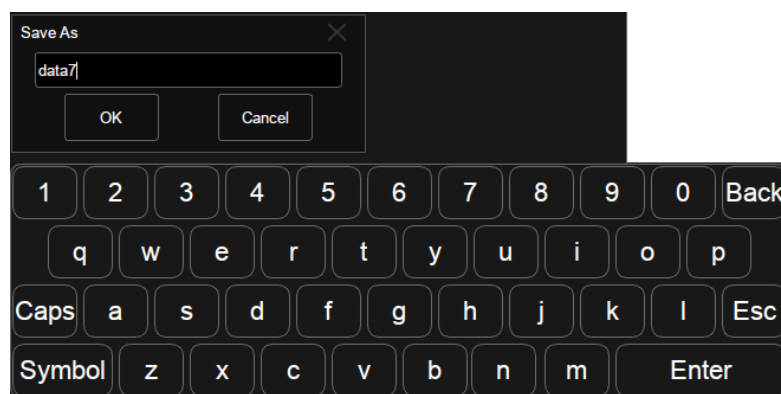 Save As
data7
OK Cancel
1 2 3 4 5 6 7 8 9 0 Back
q w e r t y u i o p
Caps a s d f g h j k l Esc
Symbol z x c v b n m Enter